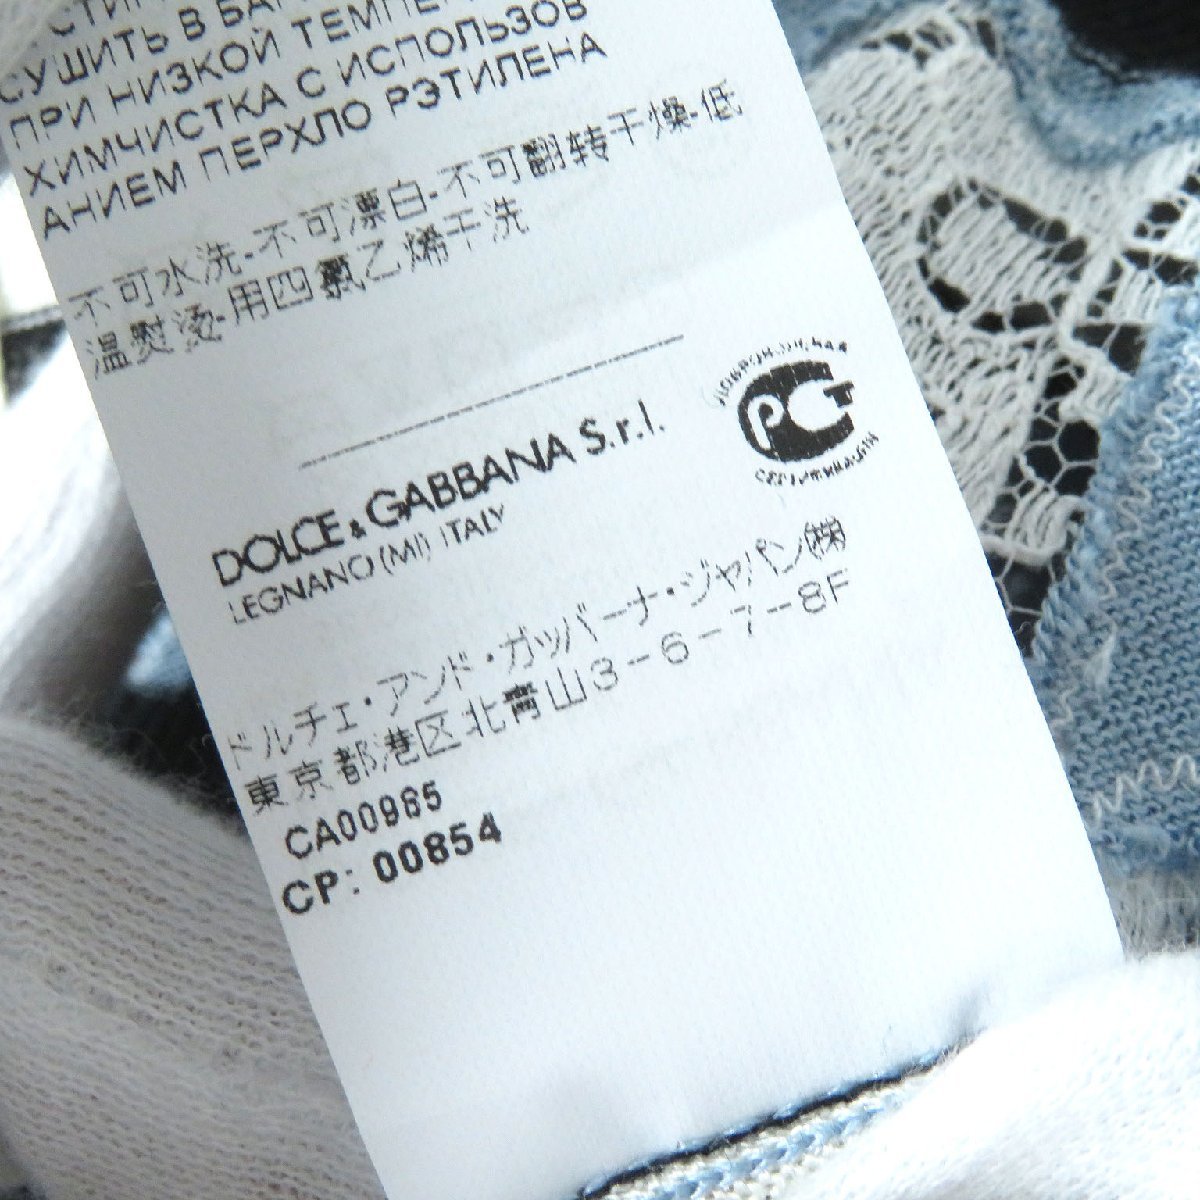 СУШИТЬ В
ПРИ НИЗКОЙ
ХИМЧИСТКА С ИСПОЛЬЗОВ
АНИЕМ ПЕРХЛО РЭТИЛЕНА
不可水洗-不可漂白-不可翻转干燥-低
温熨烫-用四氯乙烯干洗
DOLCE & GABBANA S.r.l.
LEGNANO (MI) ITALY
РСТ
ドルチェ・アンド・ガッバーナ・ジャパン㈱
東京都港区北青山3-6-7-8F
CA00965
CP: 00854